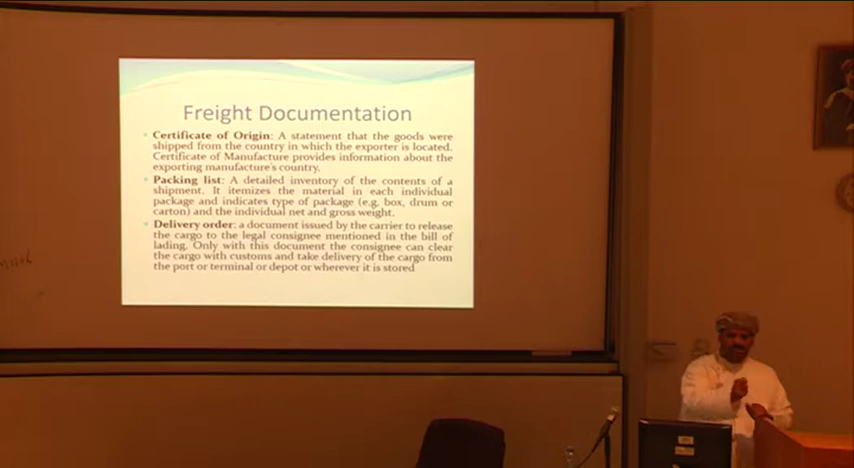 Freight Documentation
Certificate of Origin: A statement that the goods were
shipped from the country in which the exporter is located.
Certificate of Manufacture provides information about the
exporting manufacture's country.
Packing list: A detailed inventory of the contents of a
shipment. It itemizes the material in each individual
package and indicates type of package (e.g. box, drum or
carton) and the individual net and gross weight.
Delivery order: a document issued by the carrier to release
the cargo to the legal consignee mentioned in the bill of
lading. Only with this document the consignee can clear
the cargo with customs and take delivery of the cargo from
the port or terminal or depot or wherever it is stored